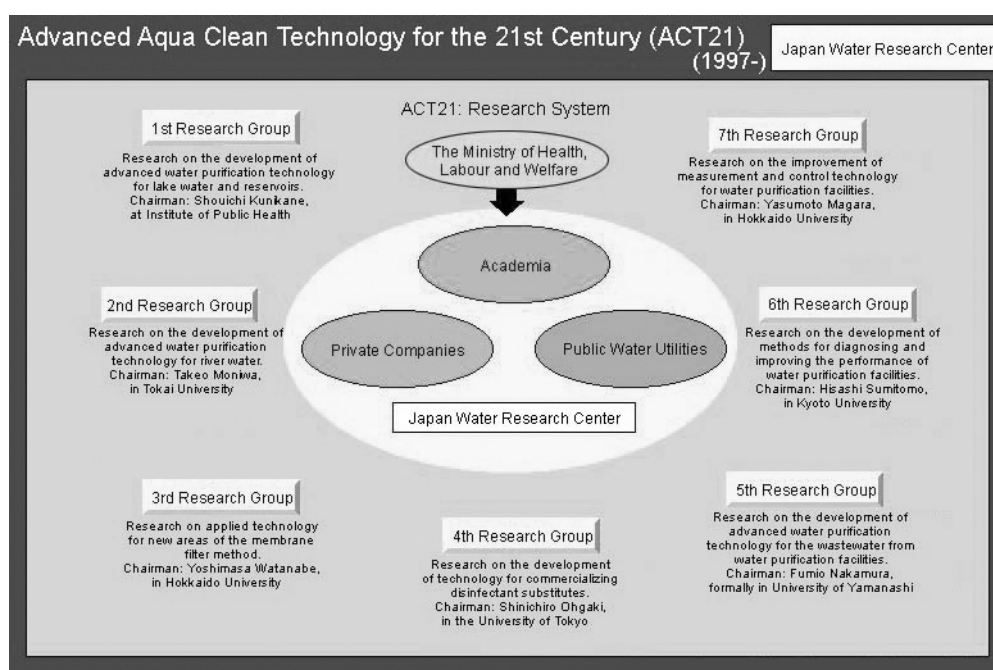 Advanced Aqua Clean Technology for the 21st Century (ACT21)
(1997-)
Japan Water Research Center
ACT21: Research System
The Ministry of Health,
Labour and Welfare
Academia
Private Companies
Public Water Utilities
Japan Water Research Center
1st Research Group
Research on the development of
advanced water purification technology
for lake water and reservoirs.
Chairman: Shouichi Kunikane,
at Institute of Public Health
2nd Research Group
Research on the development of
advanced water purification
technology for river water.
Chairman: Takeo Moniwa,
in Tokai University
3rd Research Group
Research on applied technology
for new areas of the membrane
filter method.
Chairman: Yoshimasa Watanabe,
in Hokkaido University
4th Research Group
Research on the development
of technology for commercializing
disinfectant substitutes.
Chairman: Shinichiro Ohgaki,
in the University of Tokyo
5th Research Group
Research on the development of
advanced water purification
technology for the wastewater from
water purification facilities.
Chairman: Fumio Nakamura,
formally in University of Yamanashi
6th Research Group
Research on the development of
methods for diagnosing and
improving the performance of
water purification facilities.
Chairman: Hisashi Sumitomo,
in Kyoto University
7th Research Group
Research on the improvement of
measurement and control technology
for water purification facilities.
Chairman: Yasumoto Magara,
in Hokkaido University